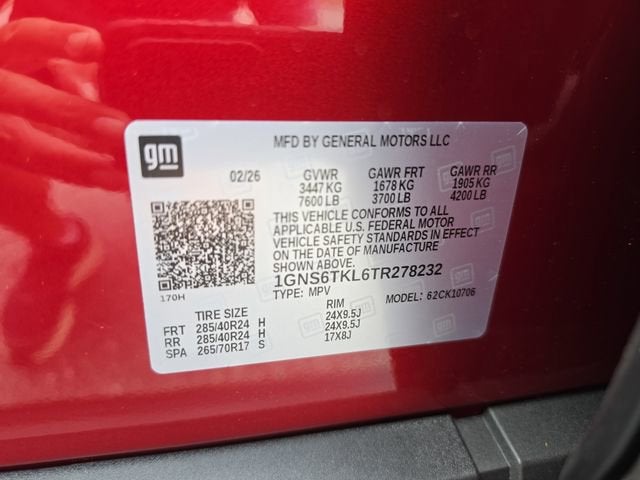 gm
MFD BY GENERAL MOTORS LLC
02/26 GVWR GAWR FRT GAWR RR
3447 KG 1678 KG 1905 KG
7600 LB 3700 LB 4200 LB
THIS VEHICLE CONFORMS TO ALL
APPLICABLE U.S. FEDERAL MOTOR
VEHICLE SAFETY STANDARDS IN EFFECT
ON THE DATE OF MANUFACTURE
SHOWN ABOVE.
1GNS6TKL6TR278232
170H
TYPE: MPV MODEL: 62CK10706
TIRE SIZE RIM
FRT 285/40R24 H 24X9.5J
RR 285/40R24 H 24X9.5J
SPA 265/70R17 S 17X8J